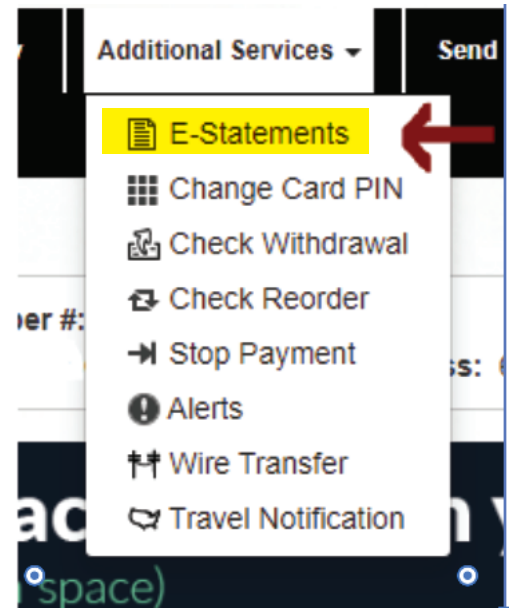 Additional Services
Send
E-Statements
Change Card PIN
Check Withdrawal
Check Reorder
Stop Payment
Alerts
Wire Transfer
Travel Notification
space)